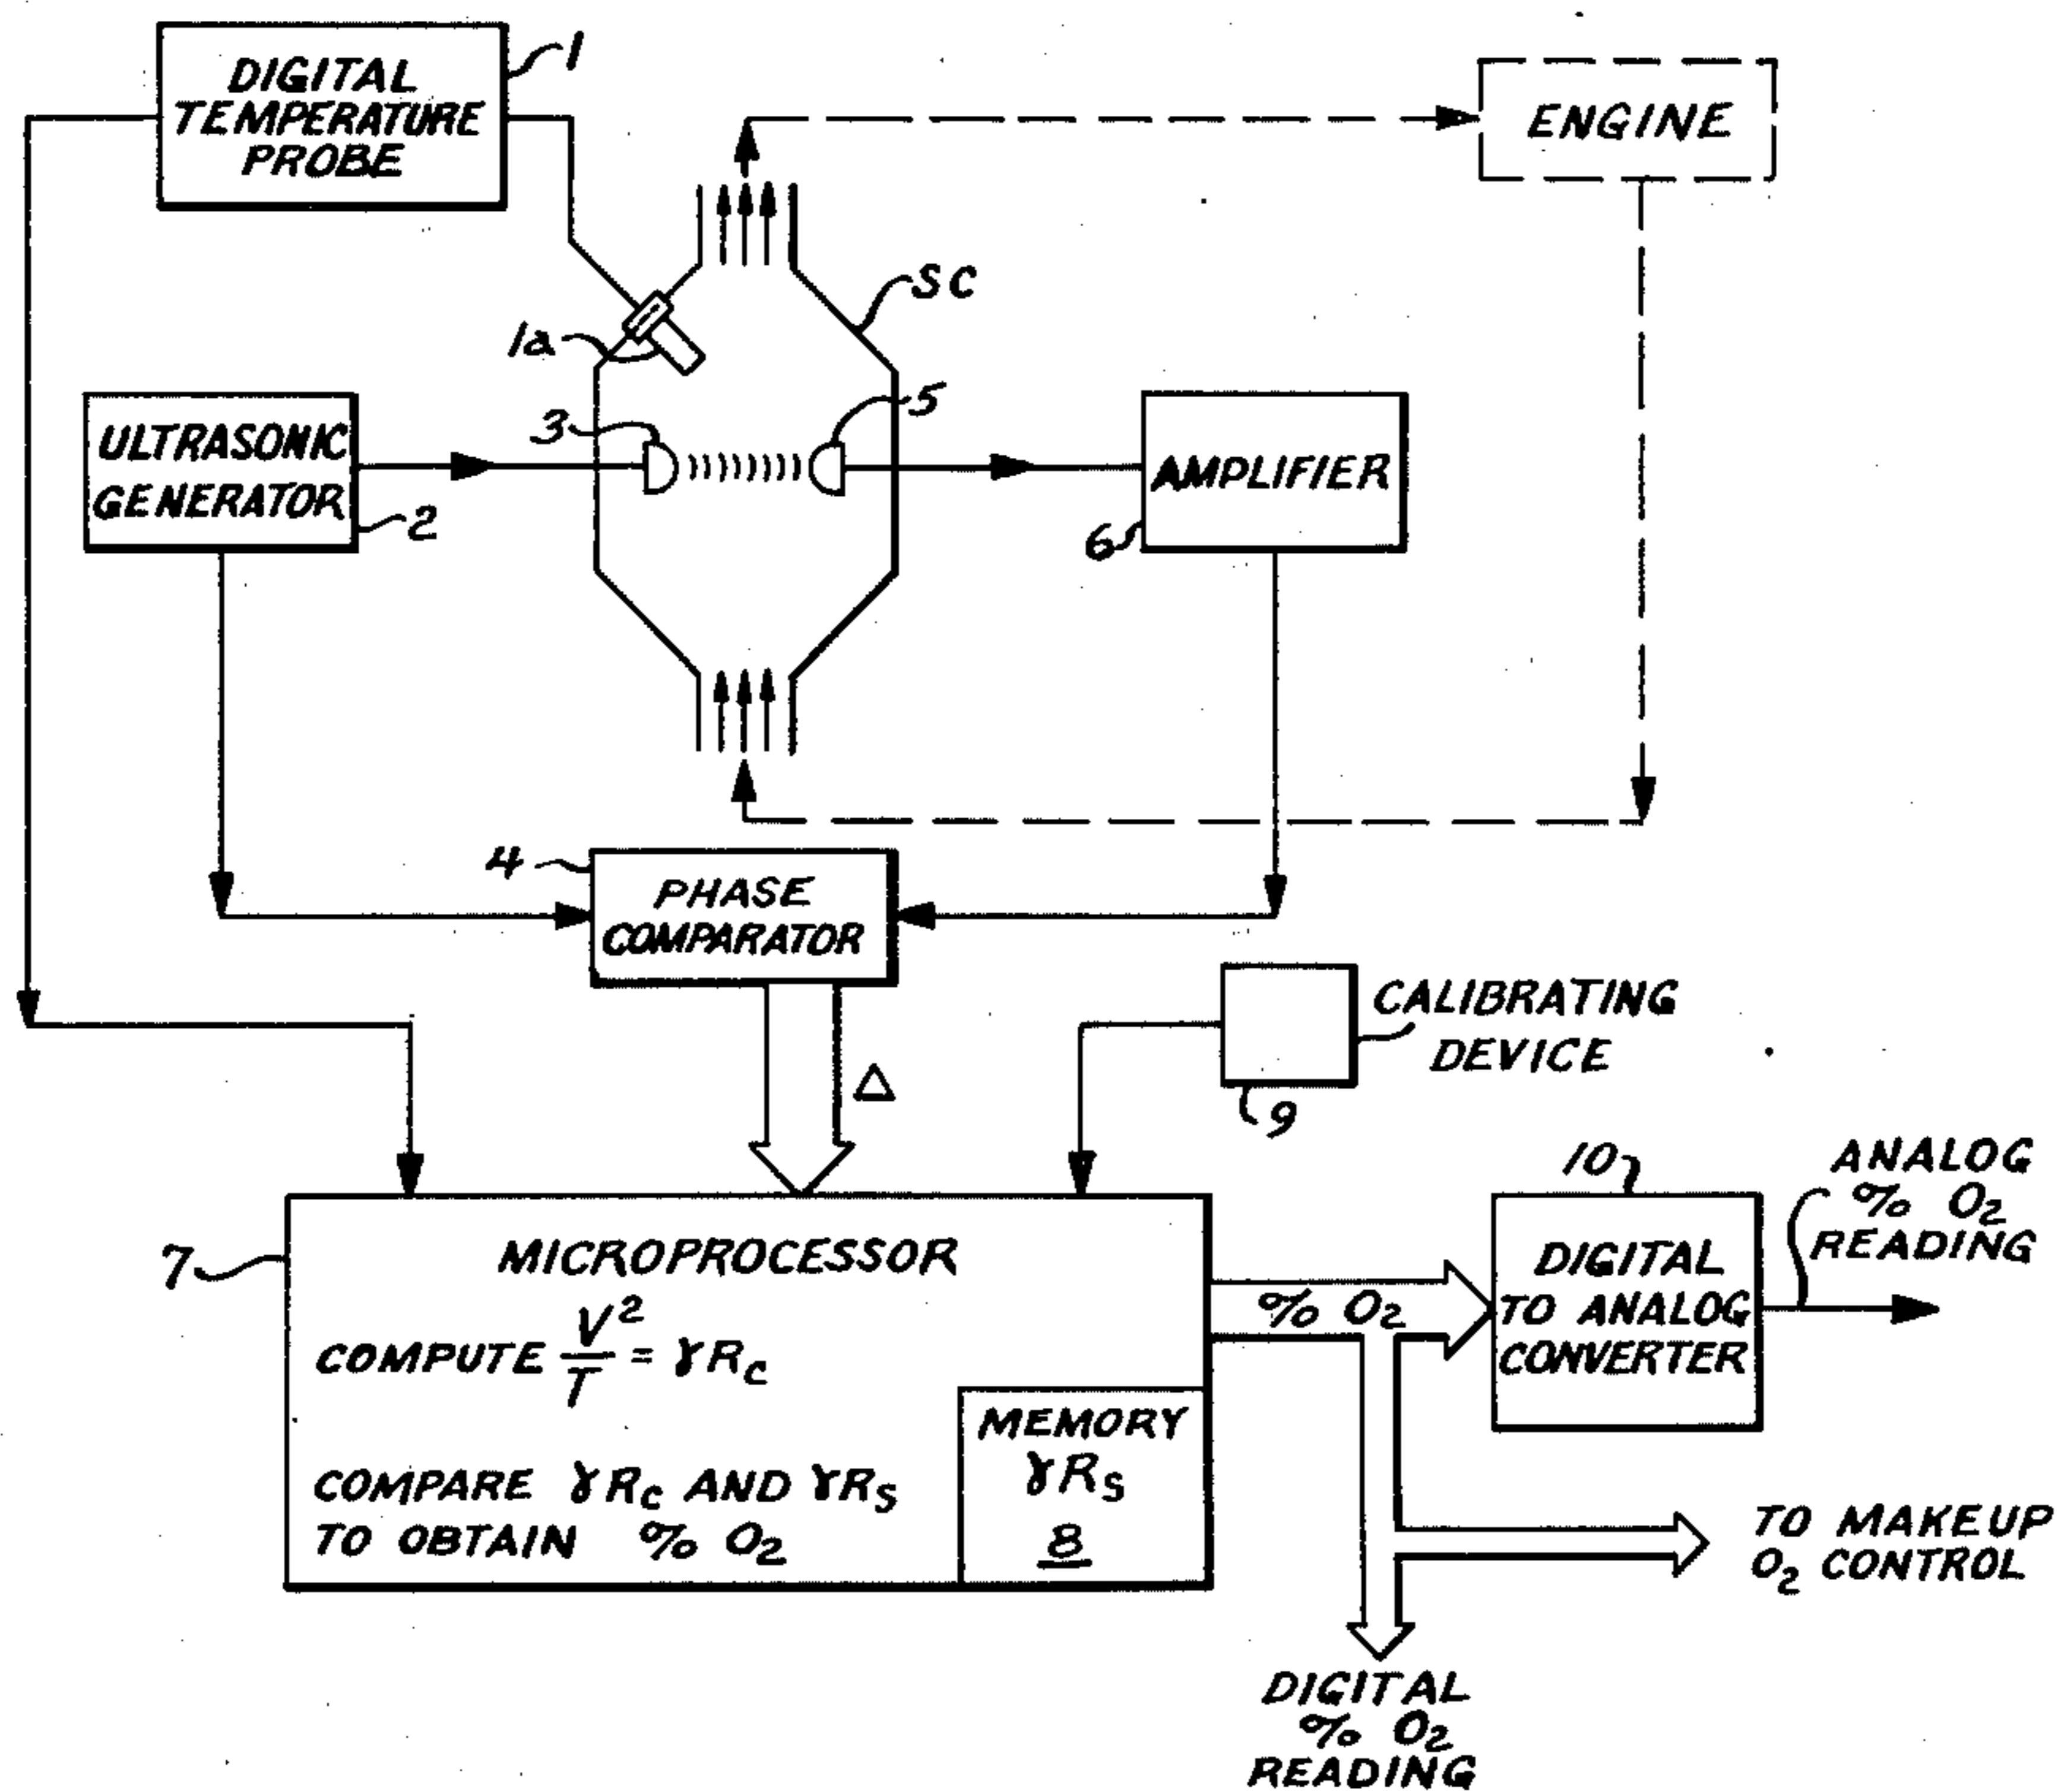 DIGITAL
TEMPERATURE
PROBE
1
ENGINE
SC
1a
3
5
ULTRASONIC
GENERATOR
2
AMPLIFIER
6
4
PHASE
COMPARATOR
Δ
CALIBRATING
DEVICE
9
7
MICROPROCESSOR
COMPUTE V²/T = γRc
COMPARE γRc AND γRs
TO OBTAIN % O₂
MEMORY
γRs
8
% O₂
10
DIGITAL
TO ANALOG
CONVERTER
ANALOG
% O₂
READING
TO MAKEUP
O₂ CONTROL
DIGITAL
% O₂
READING